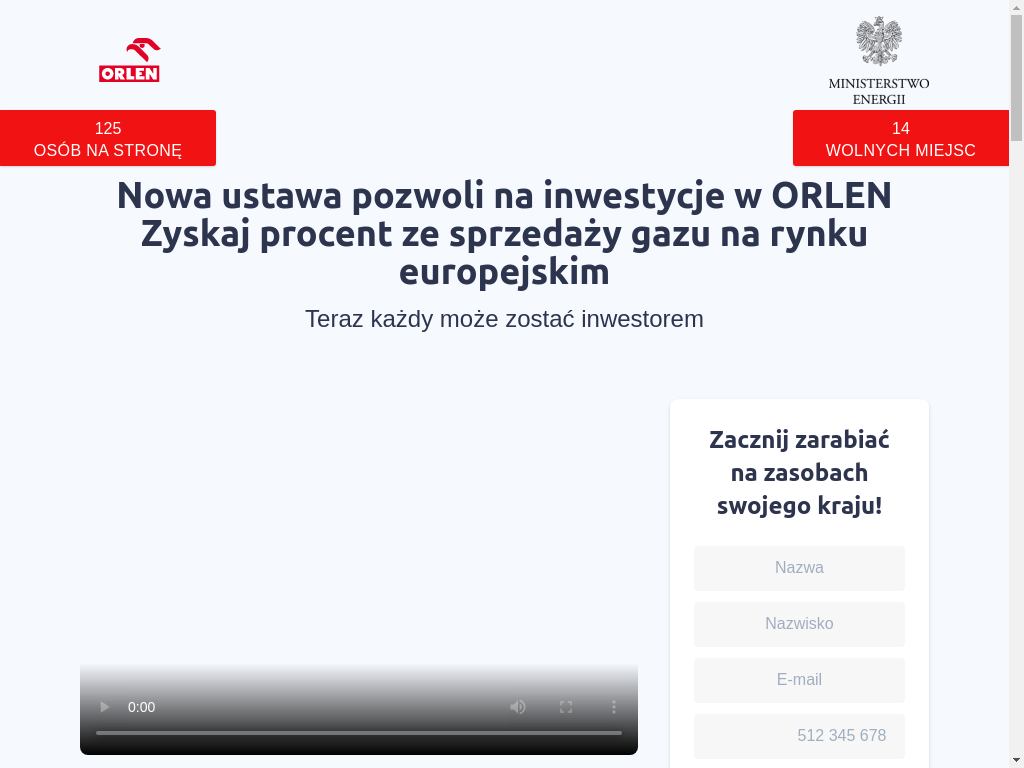 ORLEN
MINISTERSTWO
ENERGII
125
OSÓB NA STRONĘ
14
WOLNYCH MIEJSC
Nowa ustawa pozwoli na inwestycje w ORLEN
Zyskaj procent ze sprzedaży gazu na rynku
europejskim
Teraz każdy może zostać inwestorem
Zacznij zarabiać
na zasobach
swojego kraju!
Nazwa
Nazwisko
E-mail
512 345 678
0:00